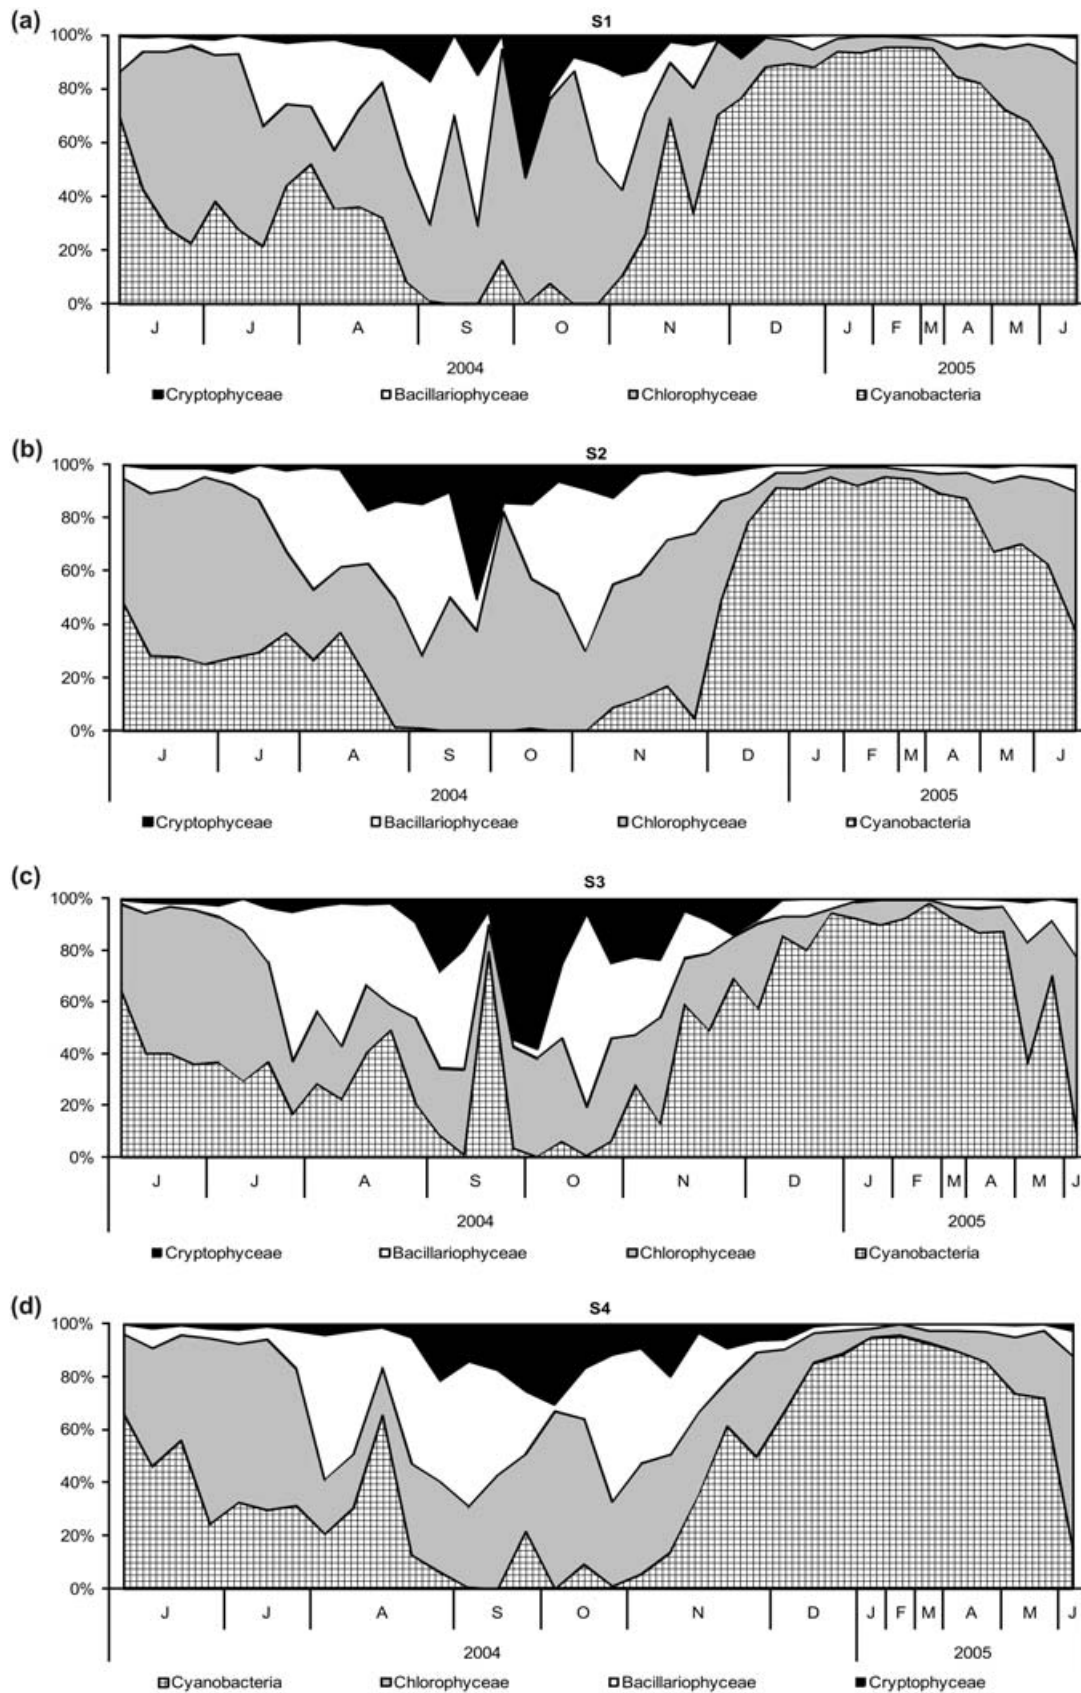 (a)
S1
100%
80%
60%
40%
20%
0%
J J A S O N D J F M A M J
2004 2005
Cryptophyceae Bacillariophyceae Chlorophyceae Cyanobacteria
(b)
S2
100%
80%
60%
40%
20%
0%
J J A S O N D J F M A M J
2004 2005
Cryptophyceae Bacillariophyceae Chlorophyceae Cyanobacteria
(c)
S3
100%
80%
60%
40%
20%
0%
J J A S O N D J F M A M J
2004 2005
Cryptophyceae Bacillariophyceae Chlorophyceae Cyanobacteria
(d)
S4
100%
80%
60%
40%
20%
0%
J J A S O N D J F M A M J
2004 2005
Cyanobacteria Chlorophyceae Bacillariophyceae Cryptophyceae